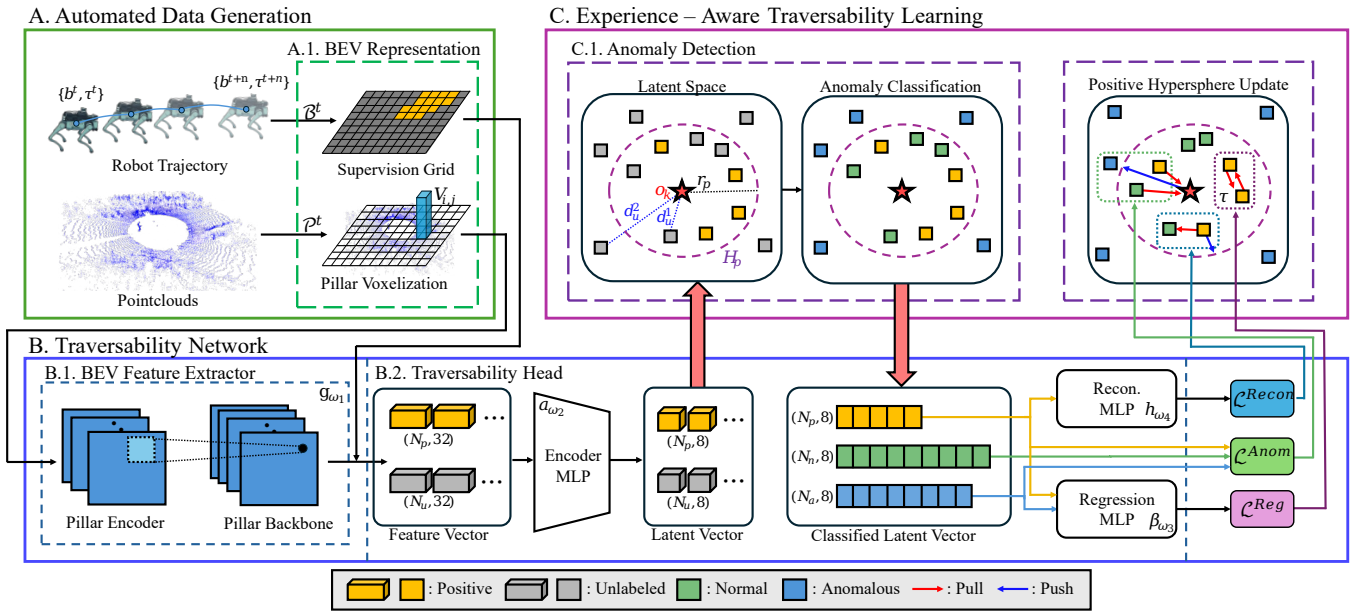 A. Automated Data Generation
A.1. BEV Representation
{b^t, τ^t}
{b^{t+n}, τ^{t+n}}
ℬ^t
Robot Trajectory
Supervision Grid
V_{i,j}
𝒫^t
Pointclouds
Pillar Voxelization
C. Experience – Aware Traversability Learning
C.1. Anomaly Detection
Latent Space
Anomaly Classification
Positive Hypersphere Update
r_p
o_k
d_u^2
d_u^1
H_p
τ
B. Traversability Network
B.1. BEV Feature Extractor
g_{ω_1}
Pillar Encoder
Pillar Backbone
B.2. Traversability Head
(N_p, 32)
(N_u, 32)
Feature Vector
a_{ω_2}
Encoder
MLP
(N_p, 8)
(N_u, 8)
Latent Vector
(N_p, 8)
(N_n, 8)
(N_a, 8)
Classified Latent Vector
Recon.
MLP h_{ω_4}
Regression
MLP β_{ω_3}
ℒ^{Recon}
ℒ^{Anom}
ℒ^{Reg}
: Positive : Unlabeled : Normal : Anomalous : Pull : Push